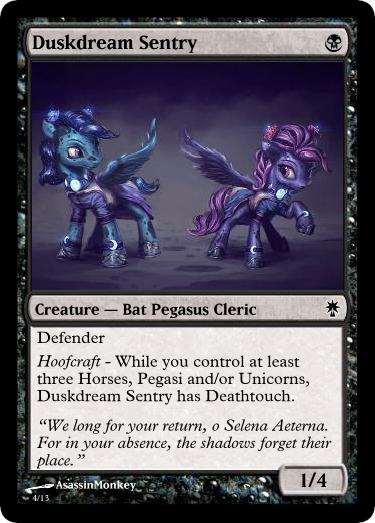 Duskdream Sentry
Creature — Bat Pegasus Cleric
Defender
Hoofcraft - While you control at least
three Horses, Pegasi and/or Unicorns,
Duskdream Sentry has Deathtouch.
“We long for your return, o Selena Aeterna.
For in your absence, the shadows forget their
place.”
1/4
AsassinMonkey
4/13